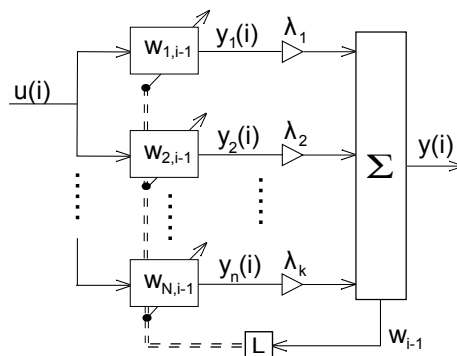 w1,i-1 y1(i) λ1
u(i)
w2,i-1 y2(i) λ2
Σ y(i)
wN,i-1 yn(i) λk
L wi-1